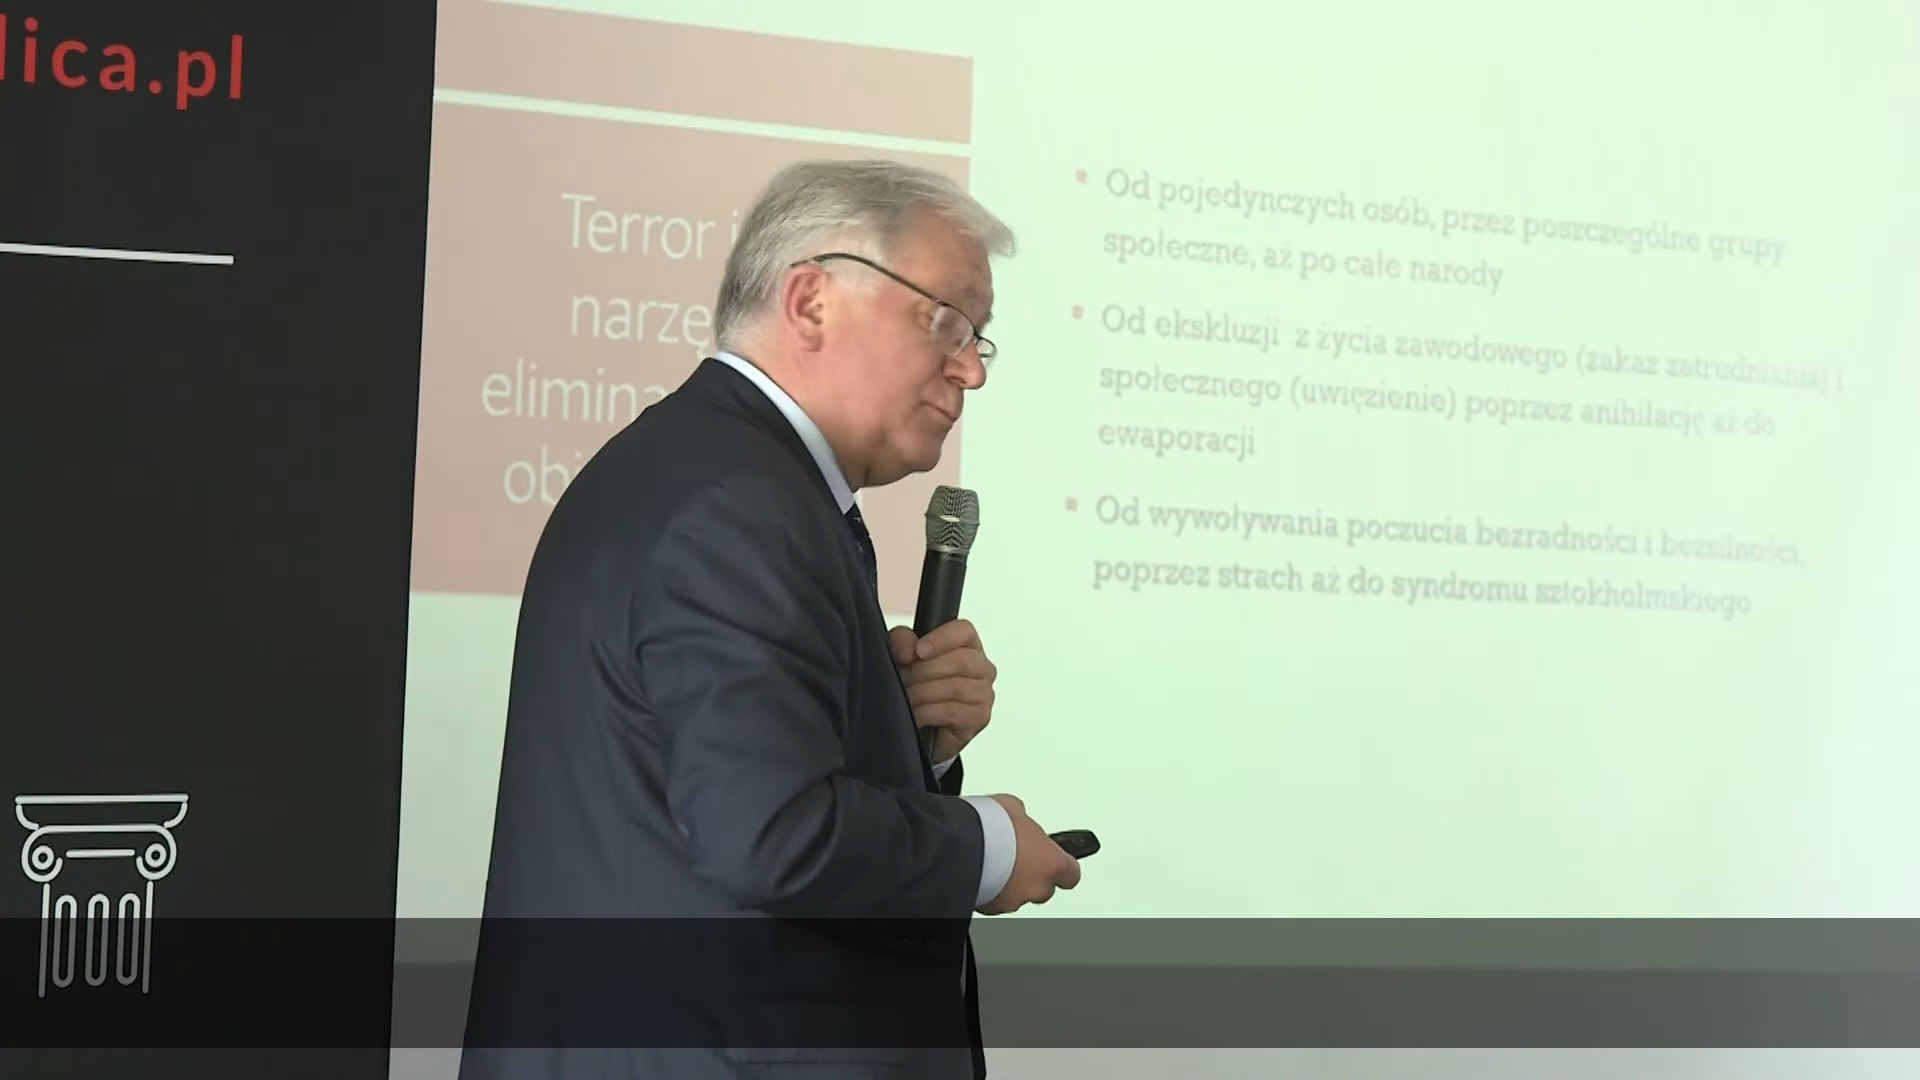 lica.pl
Terror
narzę
elimina
Od pojedynczych osób, przez poszczególne grupy
społeczne, aż po całe narody
Od ekskluzji z życia zawodowego (zakaz zatrudniania) i
społecznego (uwięzienie) poprzez anihilację aż do
ewaporacji
Od wywoływania poczucia bezradności i bezsilności,
poprzez strach aż do syndromu sztokholmskiego